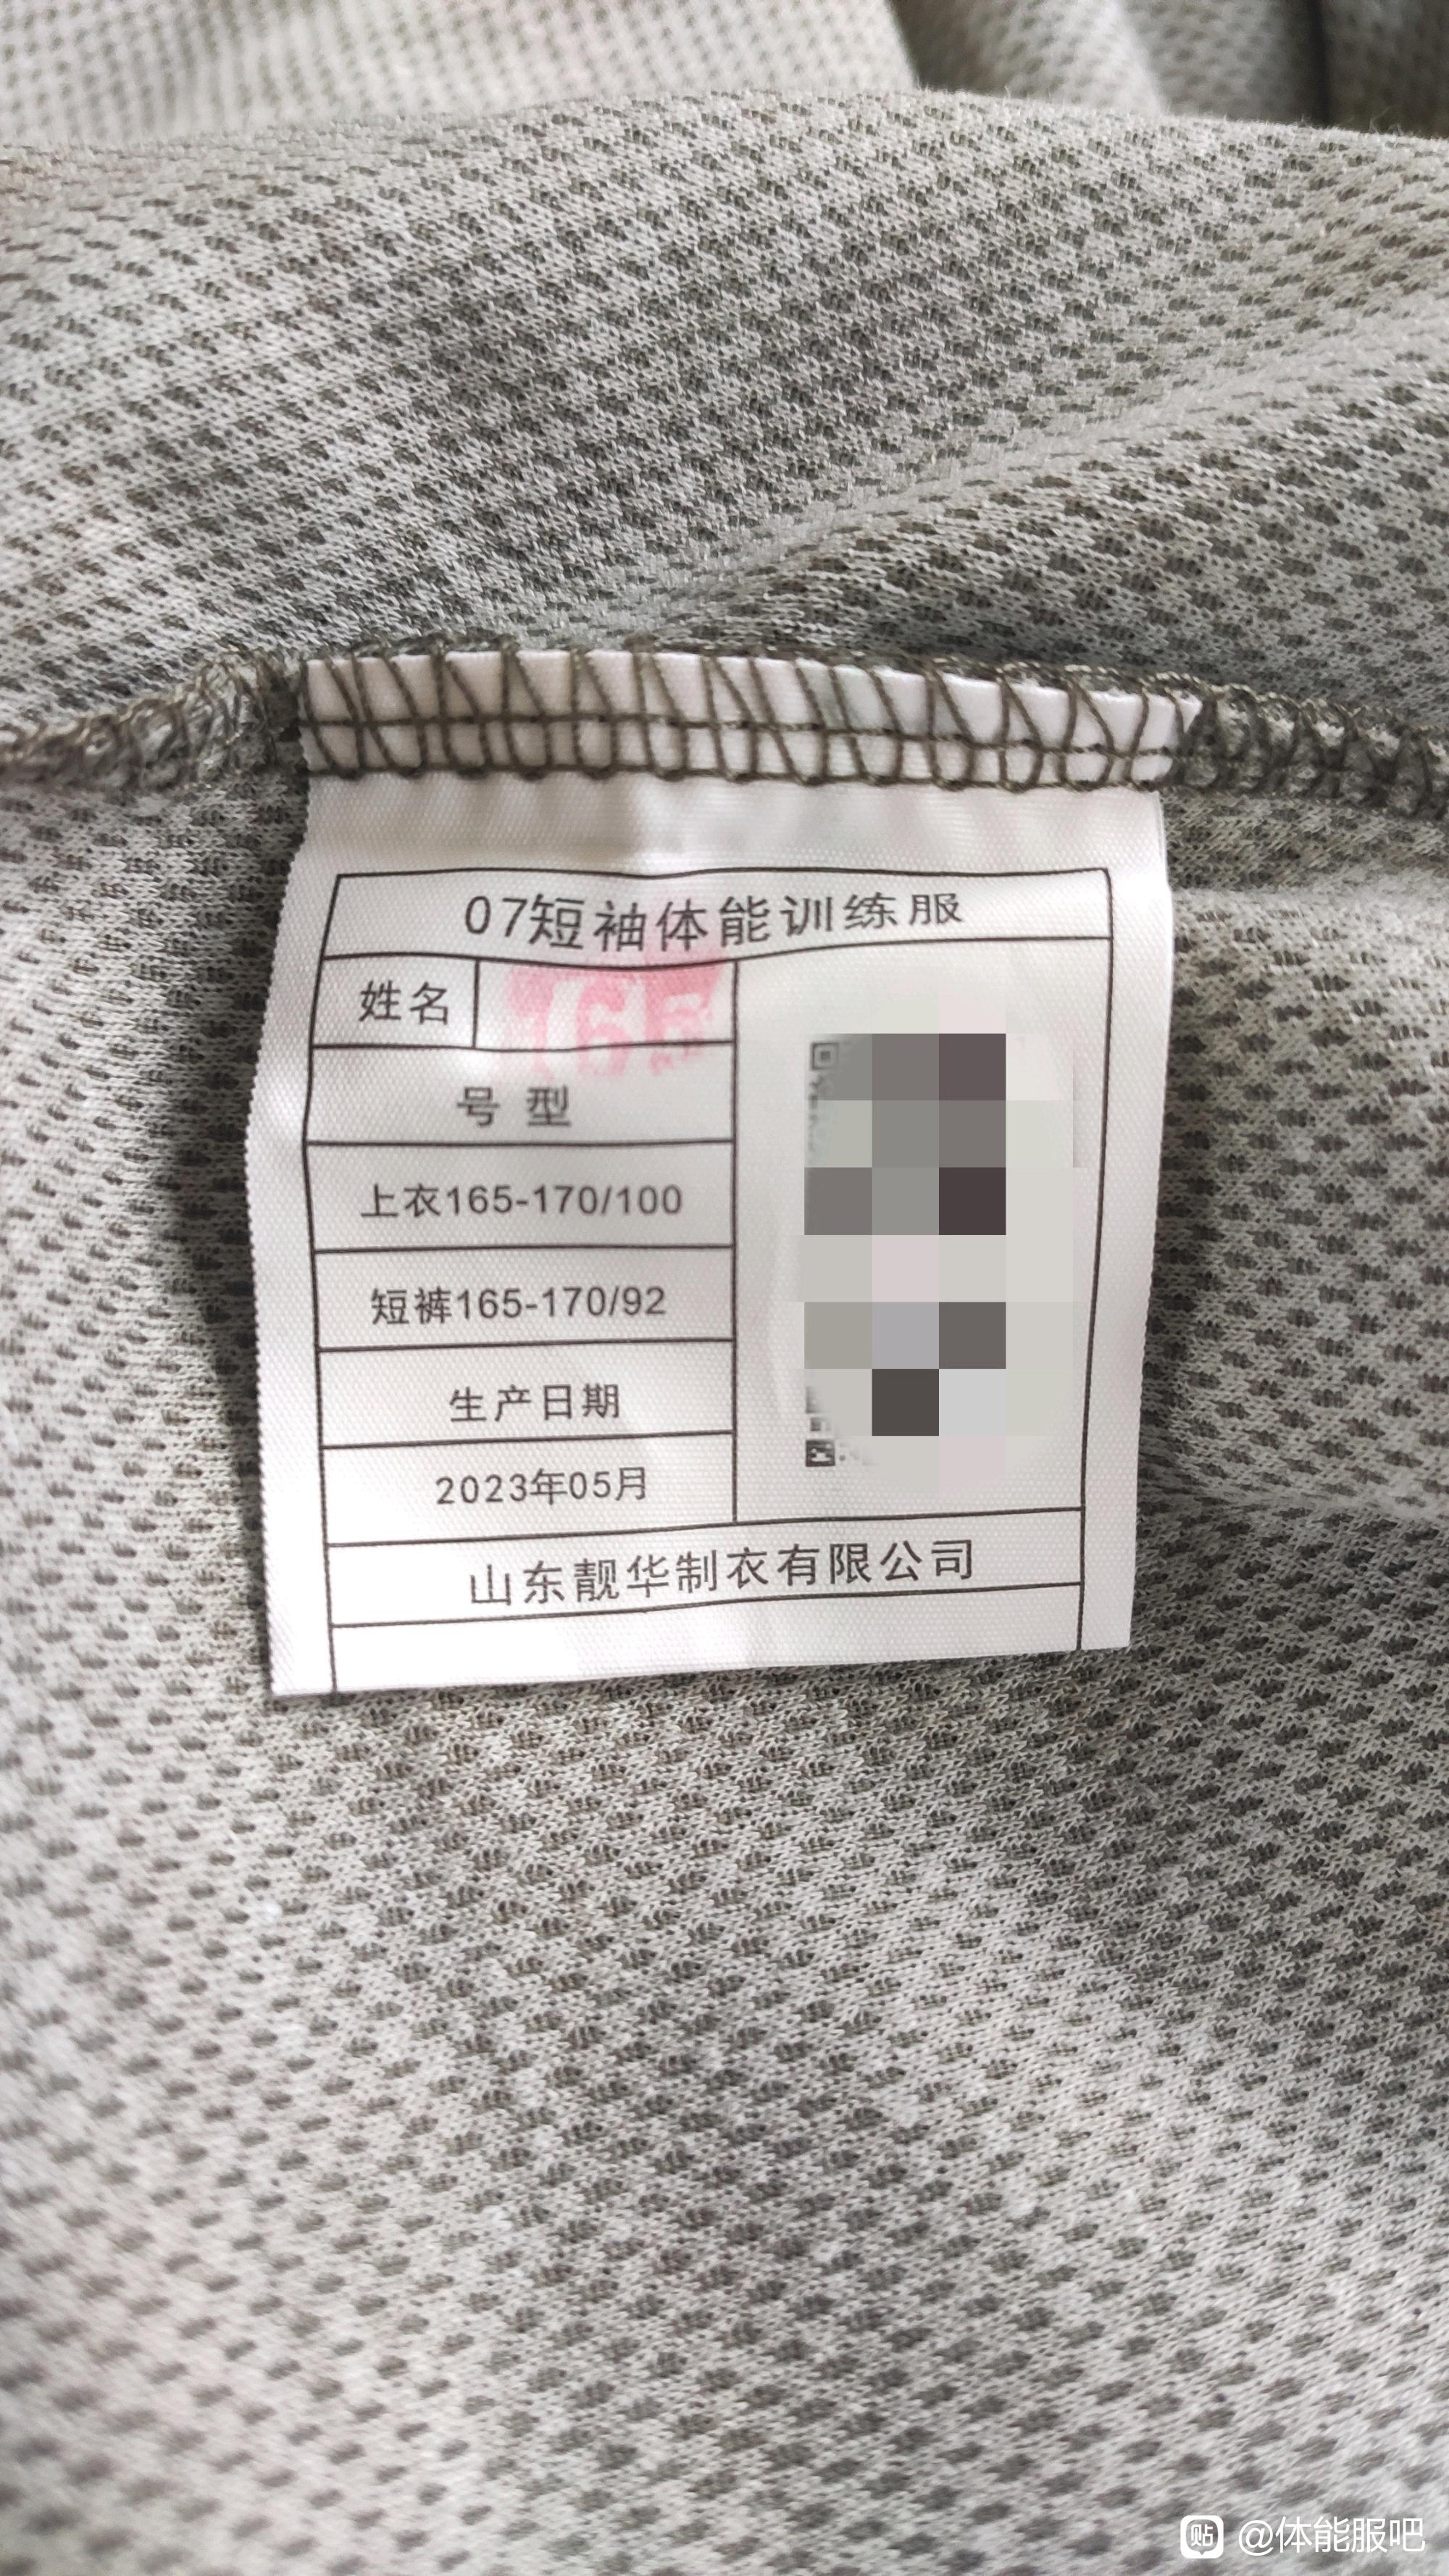 07短袖体能训练服
姓名
165
号型
上衣165-170/100
短裤165-170/92
生产日期
2023年05月
山东靓华制衣有限公司
贴 @体能服吧